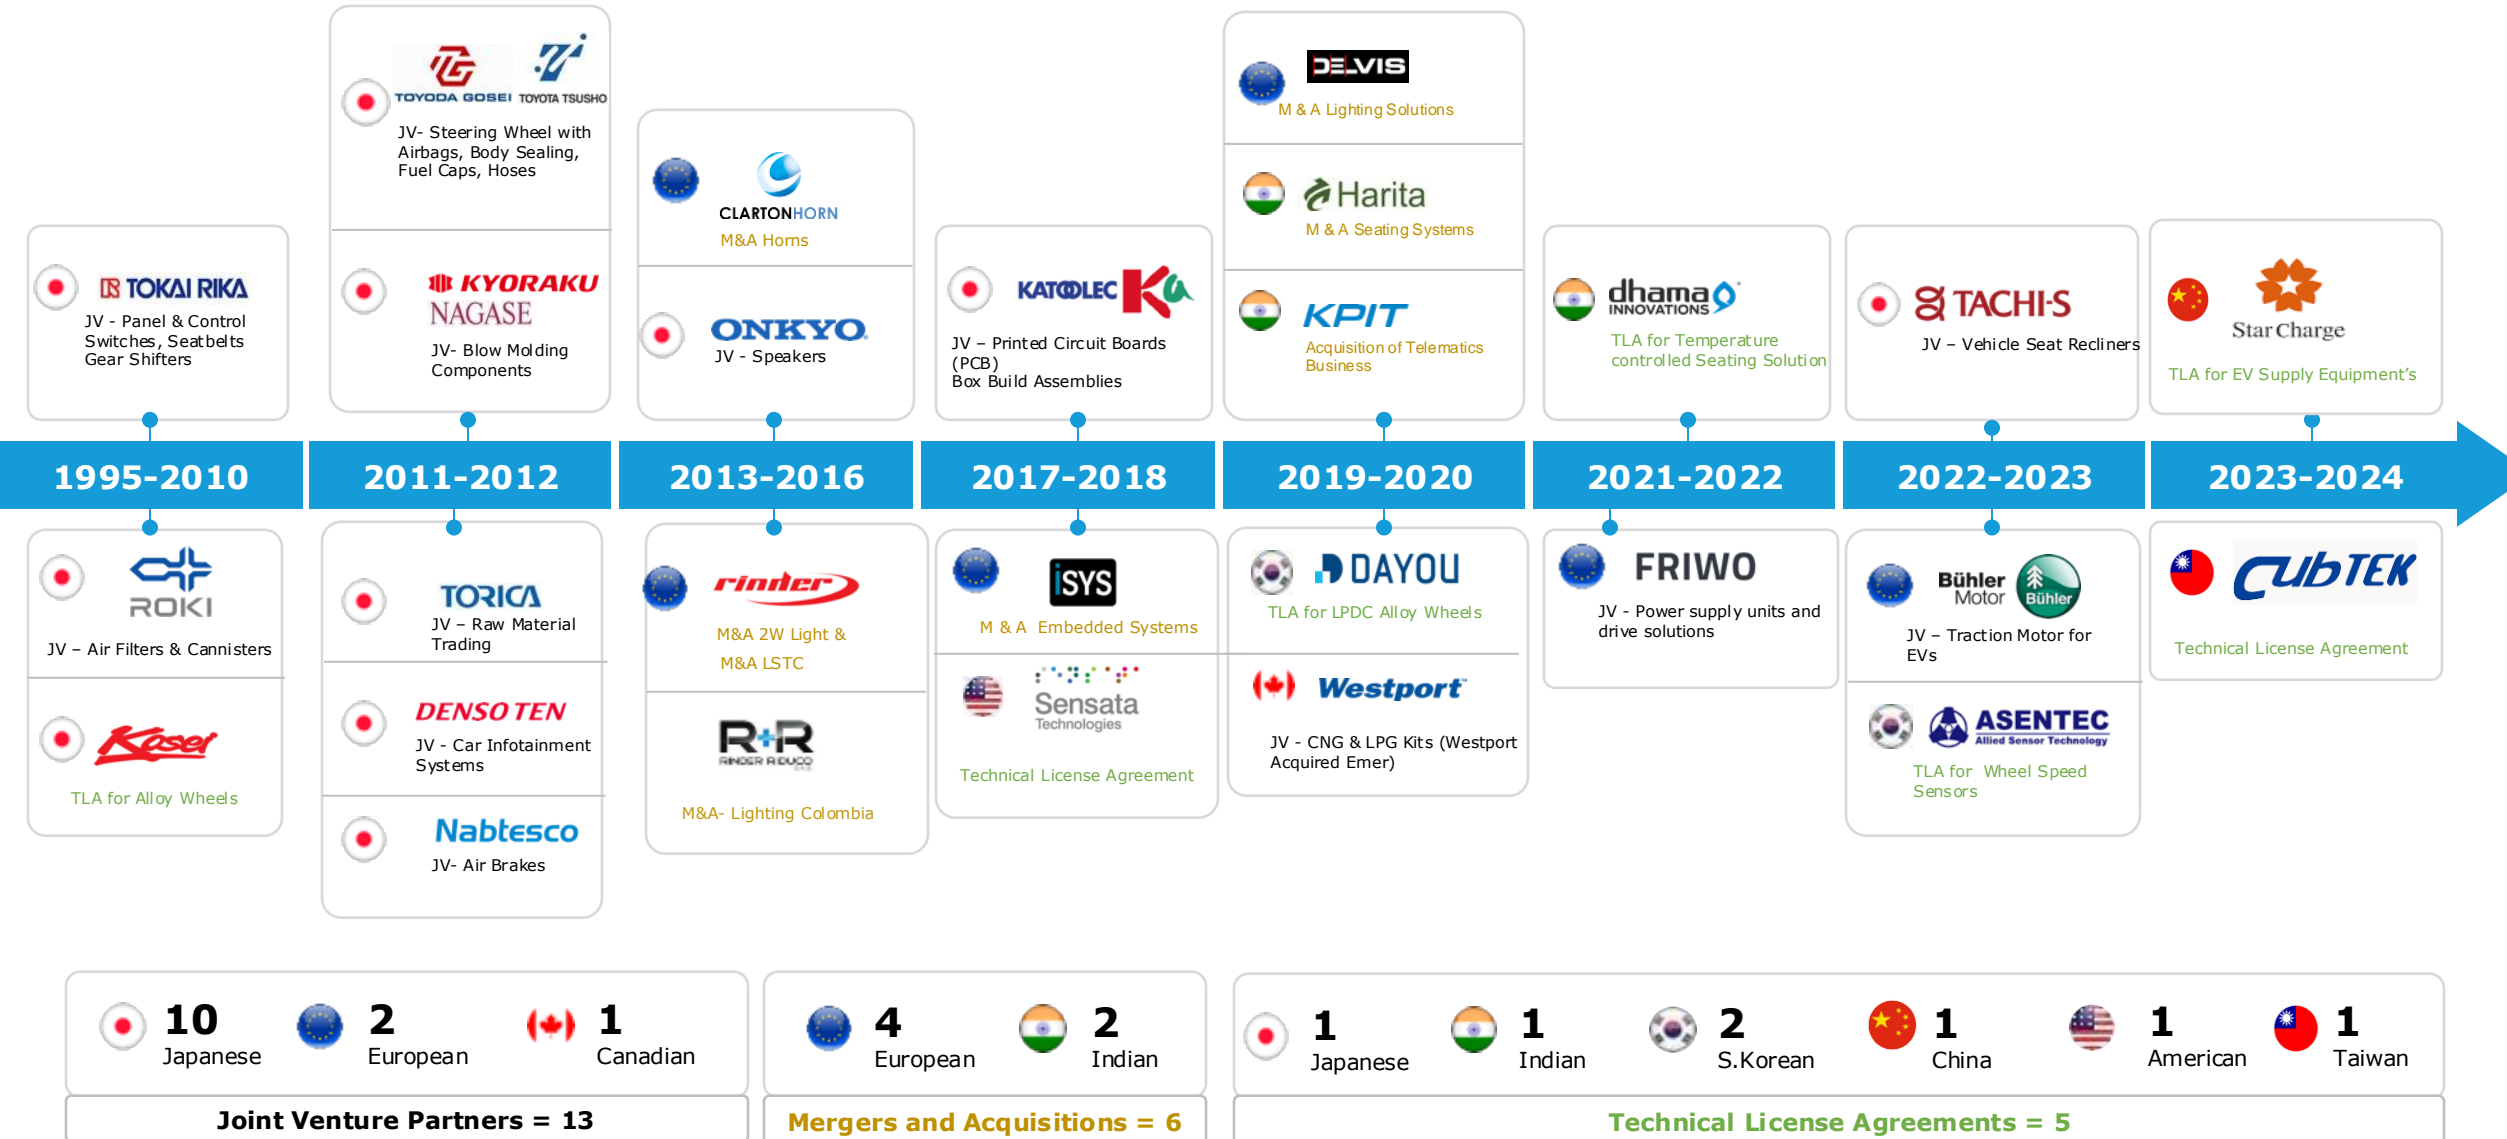 TOYODA GOSEI
TOYOTA TSUSHO
JV- Steering Wheel with
Airbags, Body Sealing,
Fuel Caps, Hoses
KYORAKU
NAGASE
JV- Blow Molding
Components
TOKAI RIKA
JV - Panel & Control
Switches, Seatbelts
Gear Shifters
CLARTONHORN
M&A Horns
ONKYO
JV - Speakers
KATOLEC Ka
JV – Printed Circuit Boards
(PCB)
Box Build Assemblies
DELVIS
M & A Lighting Solutions
Harita
M & A Seating Systems
KPIT
Acquisition of Telematics
Business
dhama
INNOVATIONS
TLA for Temperature
controlled Seating Solution
TACHI-S
JV – Vehicle Seat Recliners
Star Charge
TLA for EV Supply Equipment’s
1995-2010
2011-2012
2013-2016
2017-2018
2019-2020
2021-2022
2022-2023
2023-2024
ROKI
JV – Air Filters & Cannisters
Kosei
TLA for Alloy Wheels
TORICA
JV – Raw Material
Trading
DENSO TEN
JV - Car Infotainment
Systems
Nabtesco
JV- Air Brakes
rinder
M&A 2W Light &
M&A LSTC
R+R
RINDER RIDUCO
M&A- Lighting Colombia
iSYS
M & A Embedded Systems
Sensata
Technologies
Technical License Agreement
DAYOU
TLA for LPDC Alloy Wheels
Westport™
JV - CNG & LPG Kits (Westport
Acquired Emer)
FRIWO
JV - Power supply units and
drive solutions
Bühler
Motor
Bühler
JV – Traction Motor for
EVs
ASENTEC
Allied Sensor Technology
TLA for Wheel Speed
Sensors
CUbTEK
Technical License Agreement
10
Japanese
2
European
1
Canadian
Joint Venture Partners = 13
4
European
2
Indian
Mergers and Acquisitions = 6
1
Japanese
1
Indian
2
S.Korean
1
China
1
American
1
Taiwan
Technical License Agreements = 5